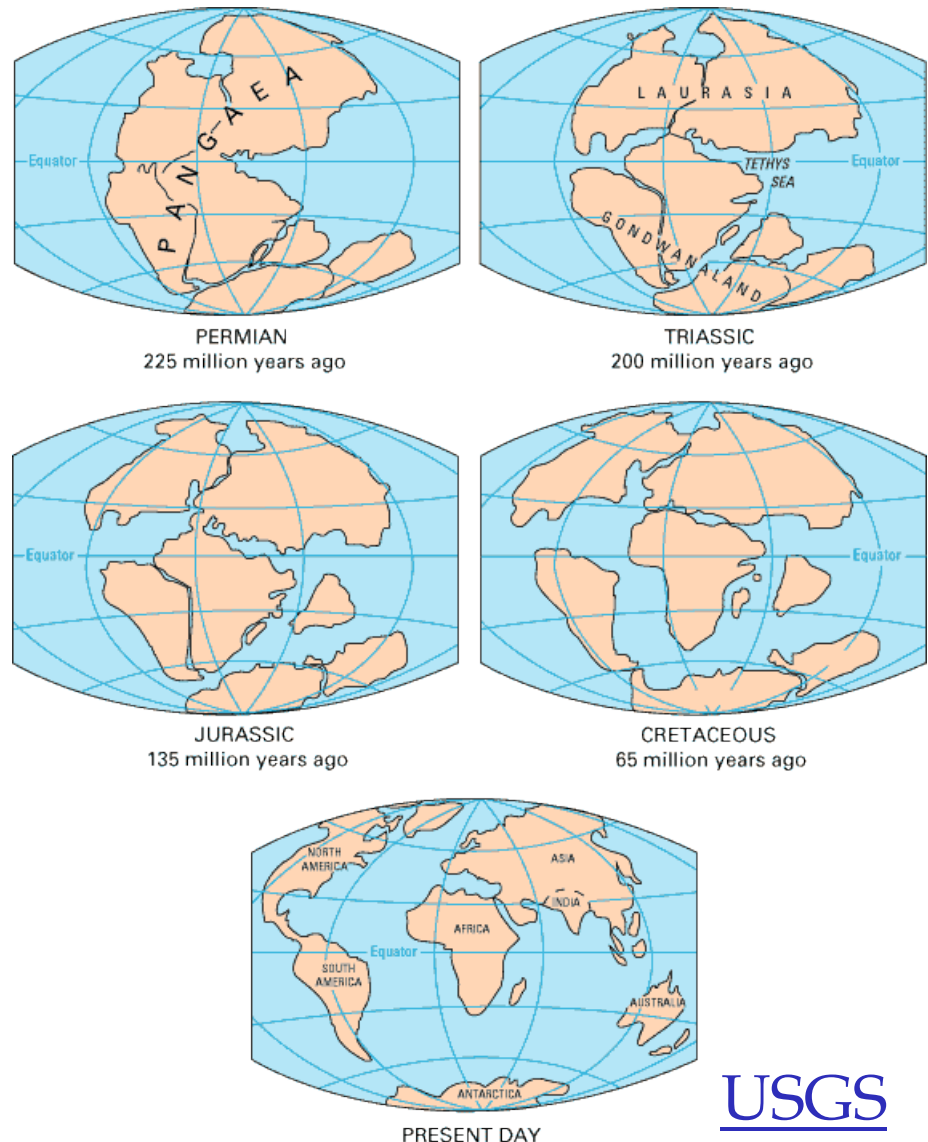 PANGAEA
Equator
PERMIAN
225 million years ago
LAURASIA
TETHYS
SEA
Equator
GONDWANALAND
TRIASSIC
200 million years ago
Equator
JURASSIC
135 million years ago
Equator
CRETACEOUS
65 million years ago
NORTH
AMERICA
ASIA
INDIA
AFRICA
Equator
SOUTH
AMERICA
AUSTRALIA
ANTARCTICA
PRESENT DAY
USGS